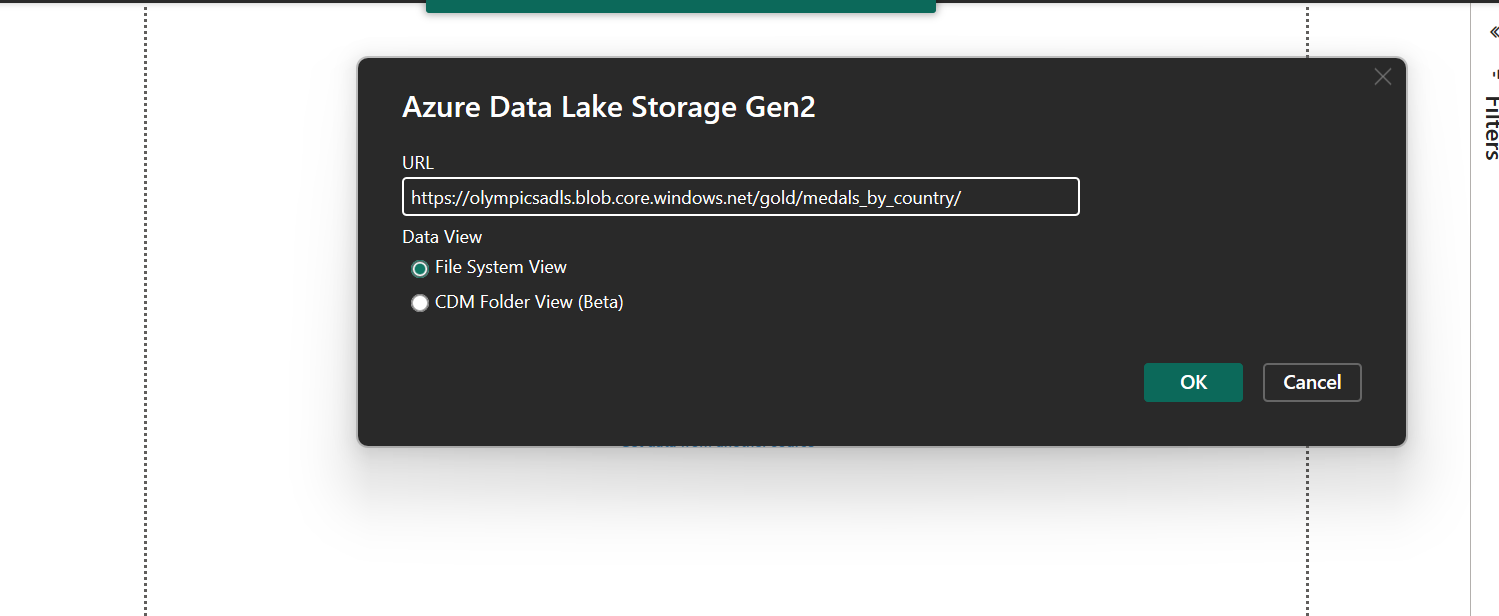 Azure Data Lake Storage Gen2
URL
https://olympicsadls.blob.core.windows.net/gold/medals_by_country/
Data View
File System View
CDM Folder View (Beta)
OK
Cancel
Filters